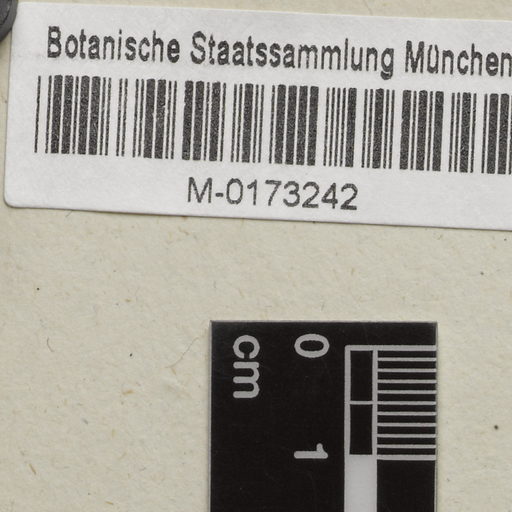 Botanische Staatssammlung München
M-0173242
cm
0
1